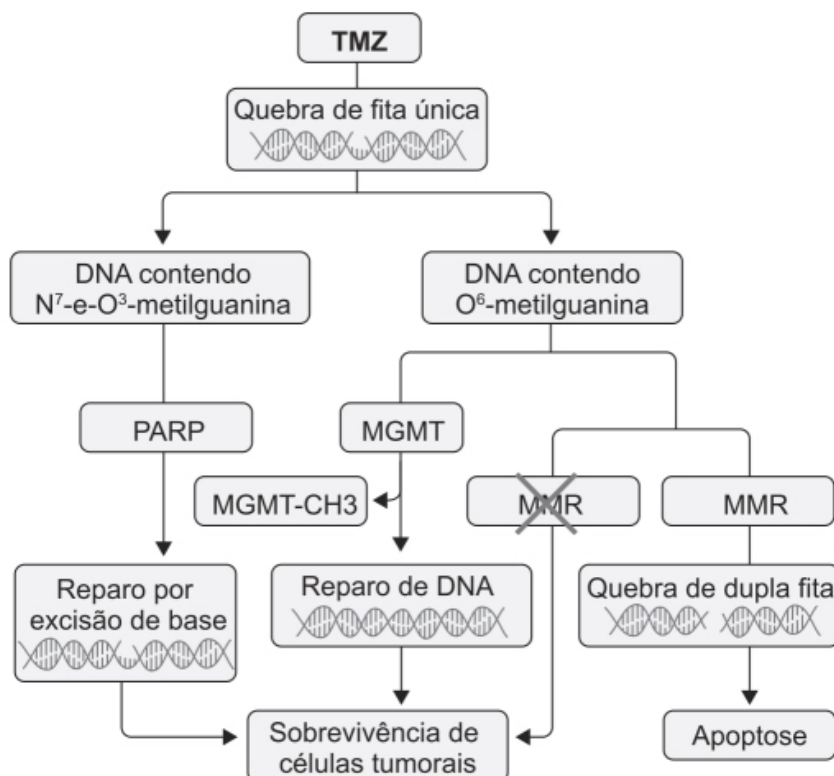 TMZ
Quebra de fita única
DNA contendo
N⁷-e-O³-metilguanina
DNA contendo
O⁶-metilguanina
PARP
MGMT
MGMT-CH3
MMR
MMR
Reparo por
excisão de base
Reparo de DNA
Quebra de dupla fita
Sobrevivência de
células tumorais
Apoptose